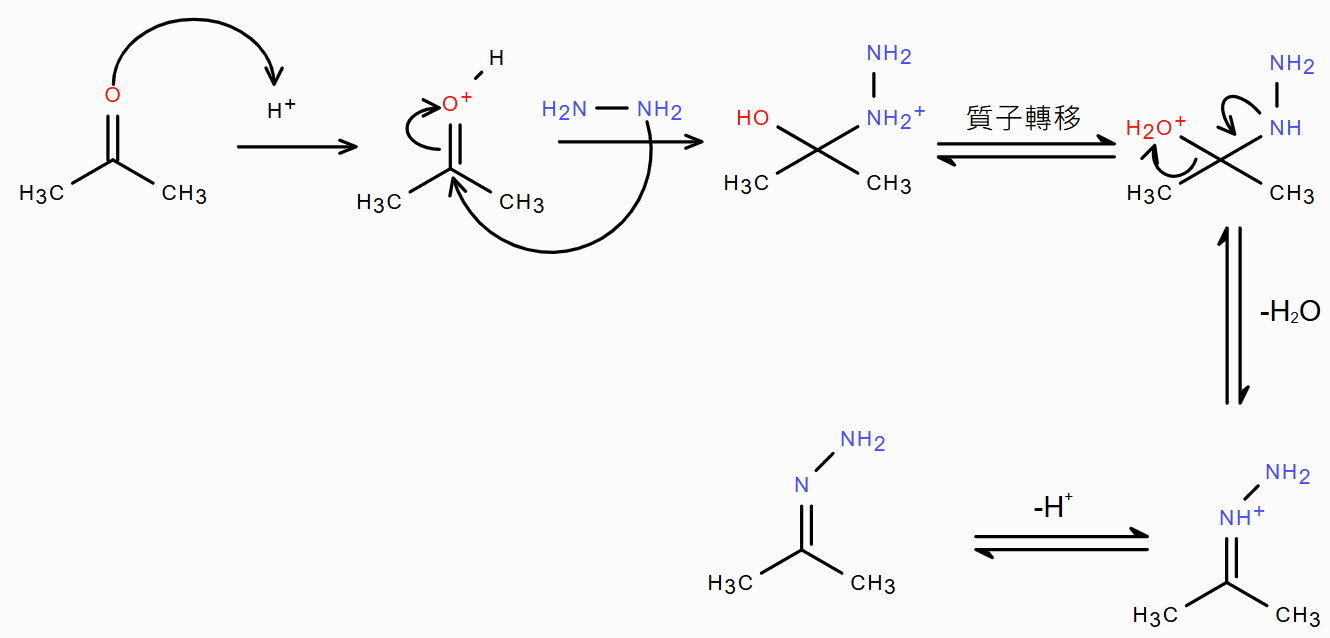 O
H+
H3C
CH3
H
O+
H2N
NH2
H3C
CH3
NH2
HO
NH2+
H3C
CH3
質子轉移
NH2
H2O+
NH
H3C
CH3
-H2O
NH2
NH+
H3C
CH3
-H+
NH2
N
H3C
CH3